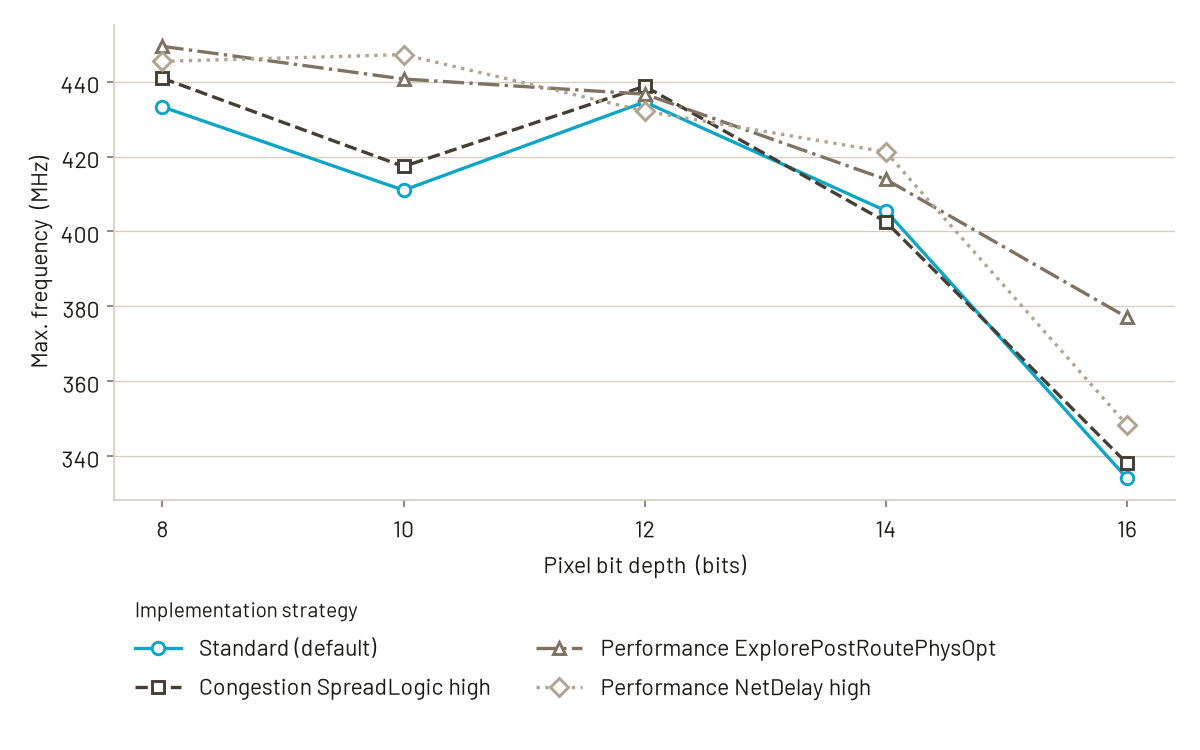 440
420
400
380
360
340
Max. frequency (MHz)
8 10 12 14 16
Pixel bit depth (bits)
Implementation strategy
Standard (default)
Performance ExplorePostRoutePhysOpt
Congestion SpreadLogic high
Performance NetDelay high